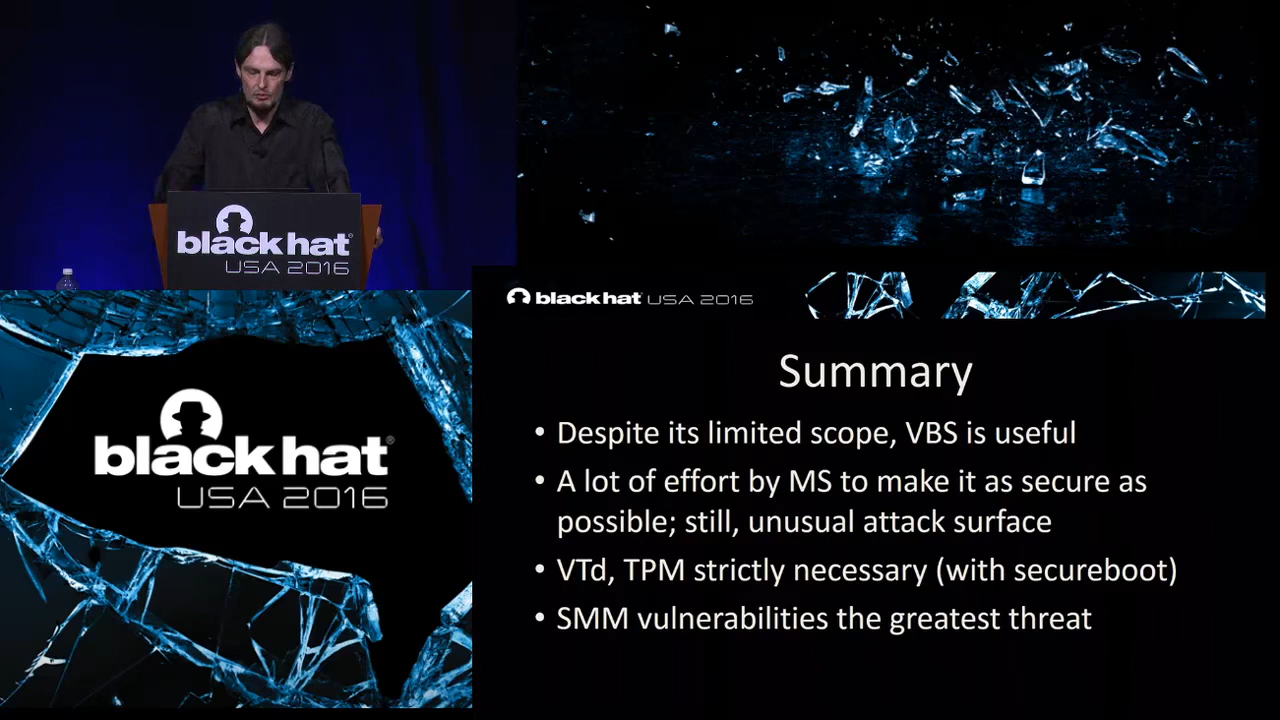 black hat
USA 2016
black hat USA 2016
black hat
USA 2016
Summary
• Despite its limited scope, VBS is useful
• A lot of effort by MS to make it as secure as
possible; still, unusual attack surface
• VTd, TPM strictly necessary (with secureboot)
• SMM vulnerabilities the greatest threat